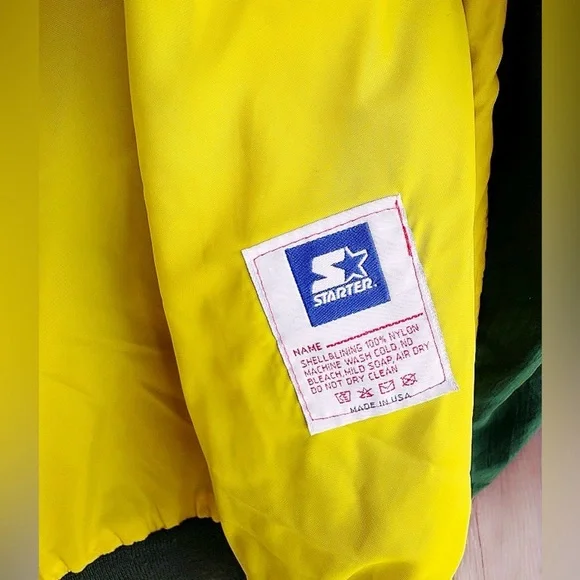 STARTER
NAME
SHELL&LINING 100% NYLON
MACHINE WASH COLD, NO
BLEACH, MILD SOAP, AIR DRY
DO NOT DRY CLEAN
MADE IN USA